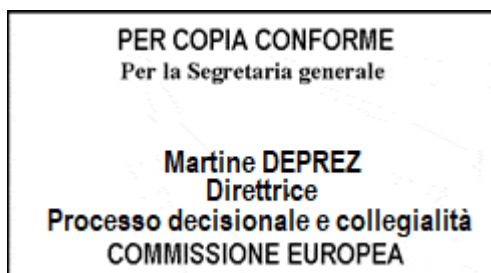 PER COPIA CONFORME
Per la Segretaria generale
Martine DEPREZ
Direttrice
Processo decisionale e collegialità
COMMISSIONE EUROPEA